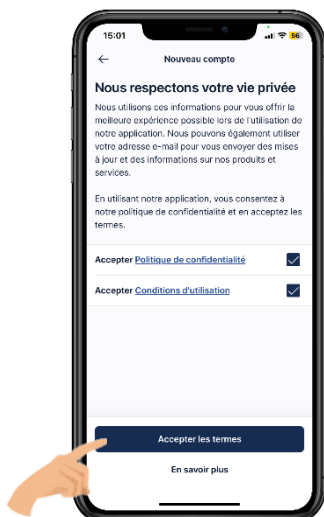 15:01
56
Nouveau compte
Nous respectons votre vie privée
Nous utilisons ces informations pour vous offrir la
meilleure expérience possible lors de l'utilisation de
notre application. Nous pouvons également utiliser
votre adresse e-mail pour vous envoyer des mises
à jour et des informations sur nos produits et
services.
En utilisant notre application, vous consentez à
notre politique de confidentialité et en acceptez les
termes.
Accepter Politique de confidentialité
Accepter Conditions d'utilisation
Accepter les termes
En savoir plus